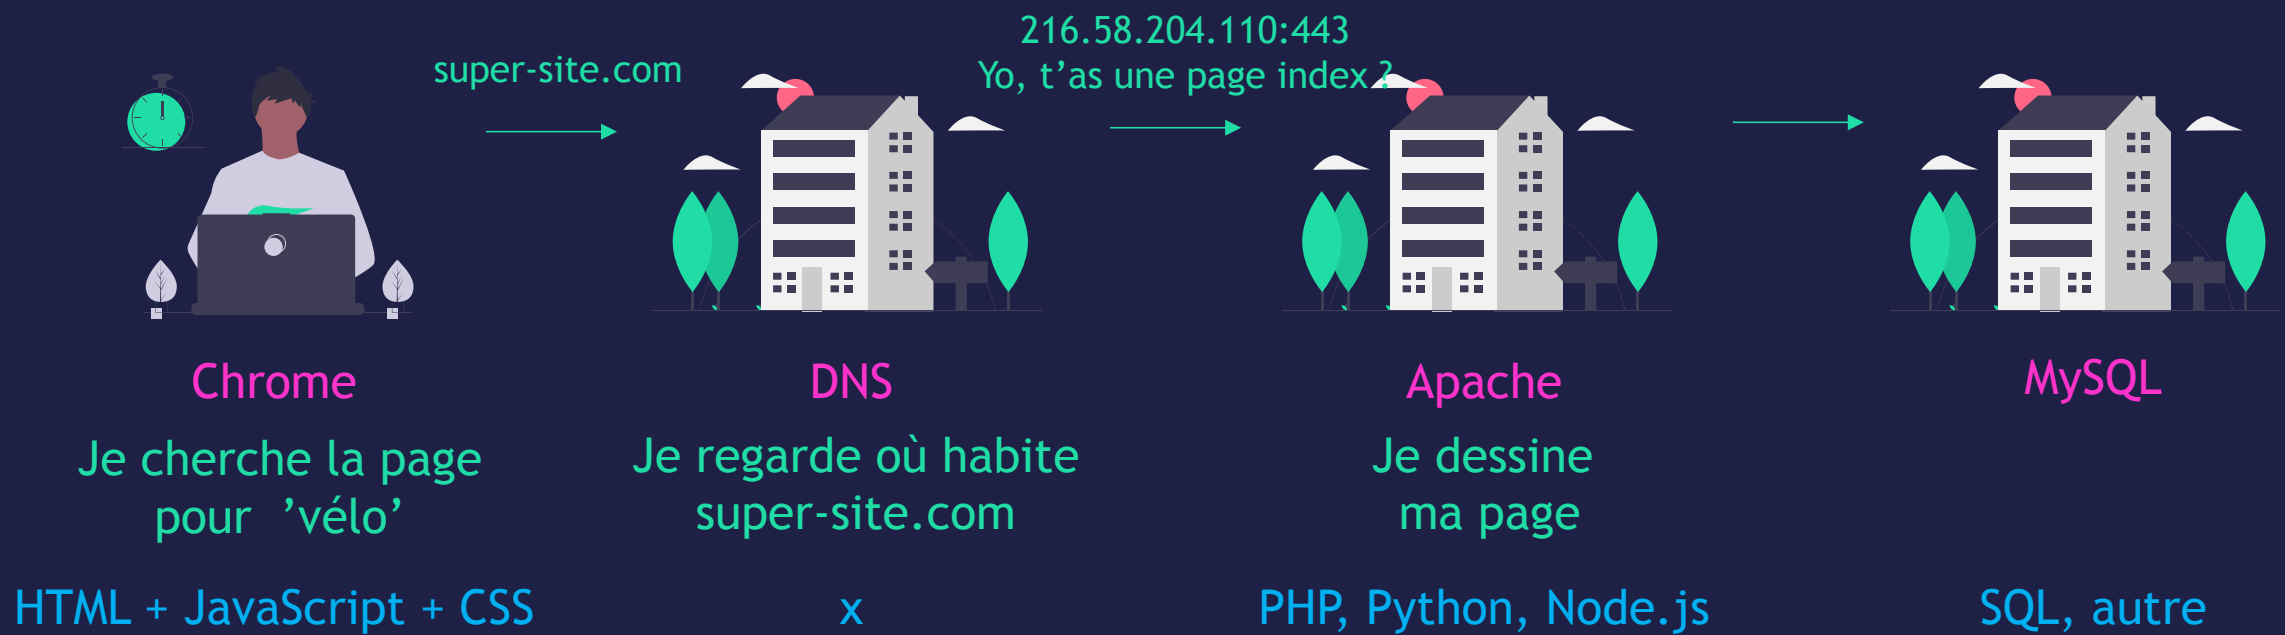 super-site.com
216.58.204.110:443
Yo, t’as une page index ?
Chrome
DNS
Apache
MySQL
Je cherche la page
pour ’vélo’
Je regarde où habite
super-site.com
Je dessine
ma page
HTML + JavaScript + CSS
x
PHP, Python, Node.js
SQL, autre